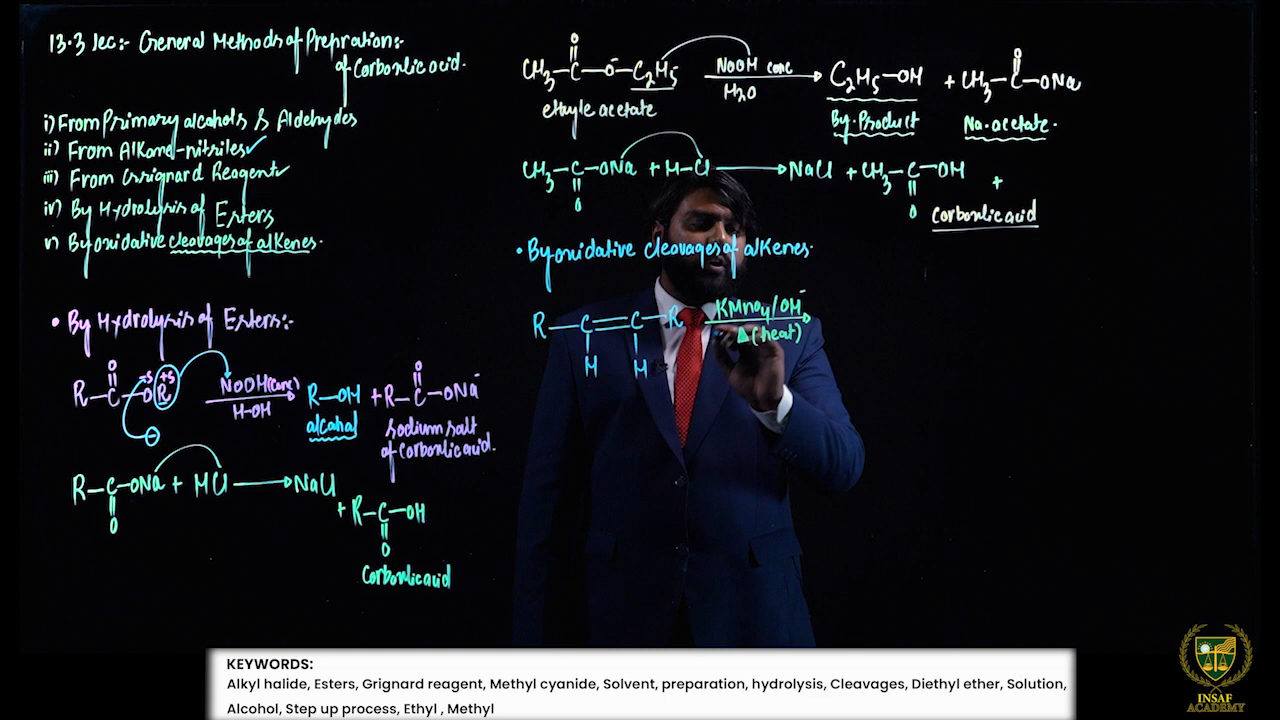 13.3 lec:- General Methods of Prepration:-
of Carboxlic acid.
i) From Primary alcohols & Aldehydes
ii) From Alkane-nitriles ✓
iii) From Grignard Reagent ✓
iv) By Hydrolysis of Esters
v) By oxidative cleavages of alkenes.
• By Hydrolysis of Esters:-
O -δ +δ
R—C—O R NaOH (conc) R—OH + R—C—ONa⁻
H-OH O
alcohal sodium salt
of Carboxlic acid.
⊖
R—C—ONa + HCl → NaCl
O
+ R—C—OH
O
Carboxlic acid
O
CH₃—C—O⁻—C₂H₅ NaOH conc C₂H₅—OH + CH₃—C—ONa
H₂O O
ethyle acetate By-Product Na-acetate.
CH₃—C—ONa + H—Cl → NaCl + CH₃—C—OH +
O O
Carboxlic acid
• By oxidative cleavages of alkenes.
R—C=C—R KMnO₄/OH⁻
H H Δ (heat)
KEYWORDS:
Alkyl halide, Esters, Grignard reagent, Methyl cyanide, Solvent, preparation, hydrolysis, Cleavages, Diethyl ether, Solution,
Alcohol, Step up process, Ethyl , Methyl
INSAF
ACADEMY